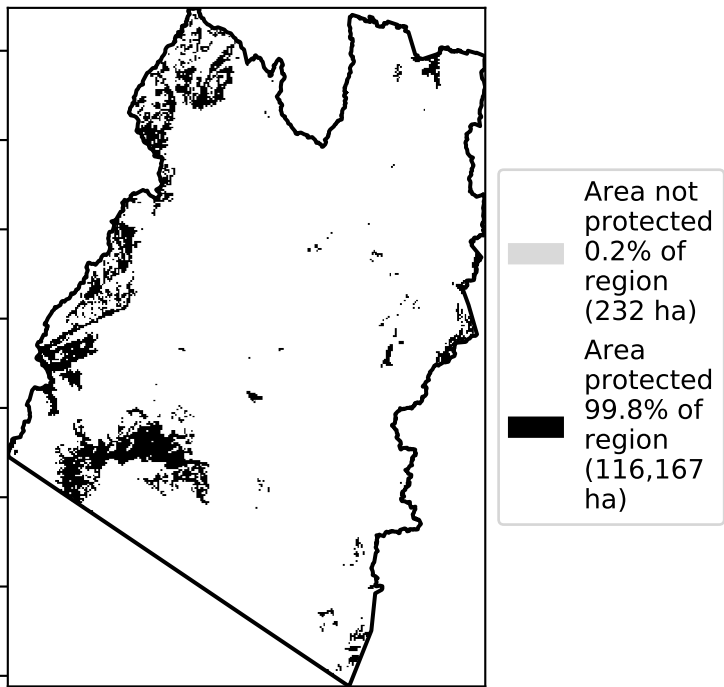 Area not
protected
0.2% of
region
(232 ha)
Area
protected
99.8% of
region
(116,167
ha)